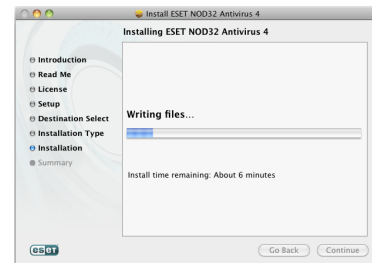 Install ESET NOD32 Antivirus 4
Installing ESET NOD32 Antivirus 4
Introduction
Read Me
License
Setup
Destination Select
Installation Type
Installation
Summary
Writing files...
Install time remaining: About 6 minutes
eset
Go Back
Continue